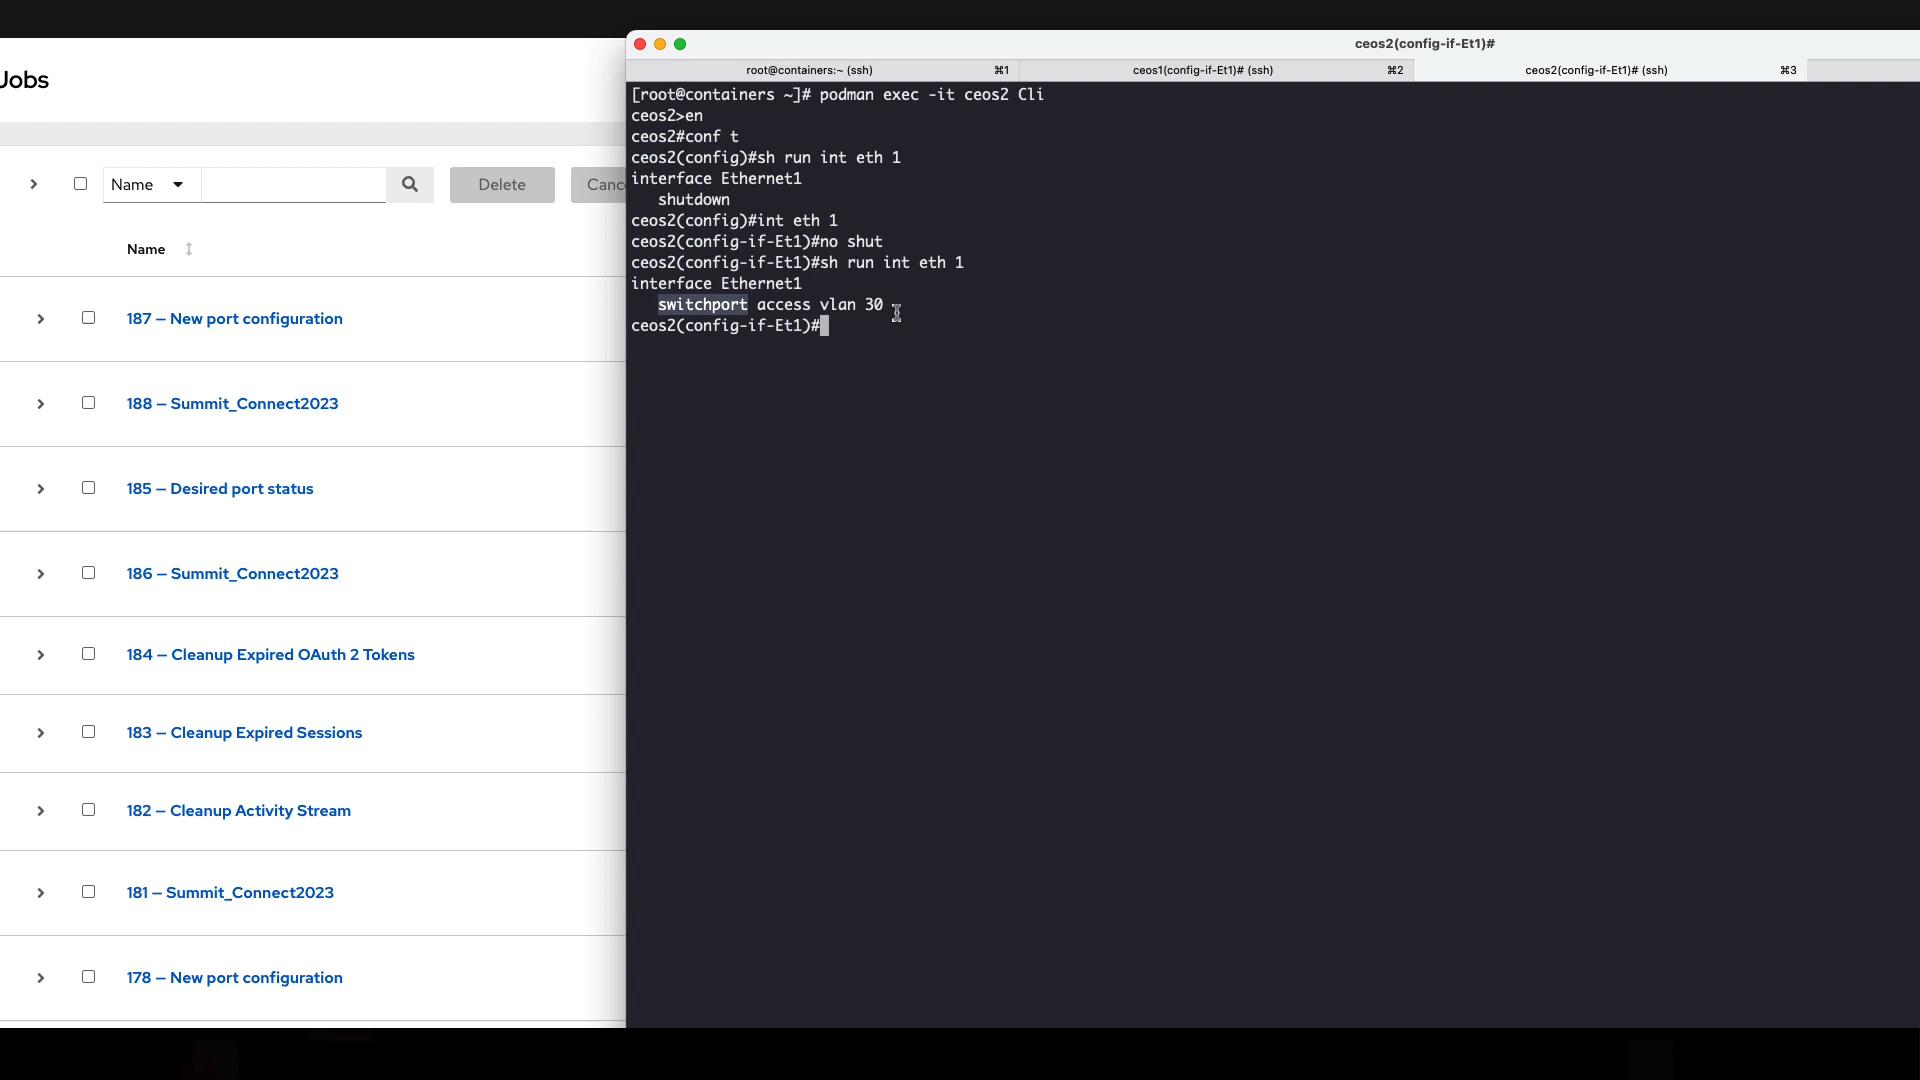 Jobs
Name
Delete
Name
187 – New port configuration
188 – Summit_Connect2023
185 – Desired port status
186 – Summit_Connect2023
184 – Cleanup Expired OAuth 2 Tokens
183 – Cleanup Expired Sessions
182 – Cleanup Activity Stream
181 – Summit_Connect2023
178 – New port configuration
ceos2(config-if-Et1)#
root@containers:~ (ssh) ⌘1 ceos1(config-if-Et1)# (ssh) ⌘2 ceos2(config-if-Et1)# (ssh) ⌘3
[root@containers ~]# podman exec -it ceos2 Cli
ceos2>en
ceos2#conf t
ceos2(config)#sh run int eth 1
interface Ethernet1
   shutdown
ceos2(config)#int eth 1
ceos2(config-if-Et1)#no shut
ceos2(config-if-Et1)#sh run int eth 1
interface Ethernet1
   switchport access vlan 30
ceos2(config-if-Et1)#